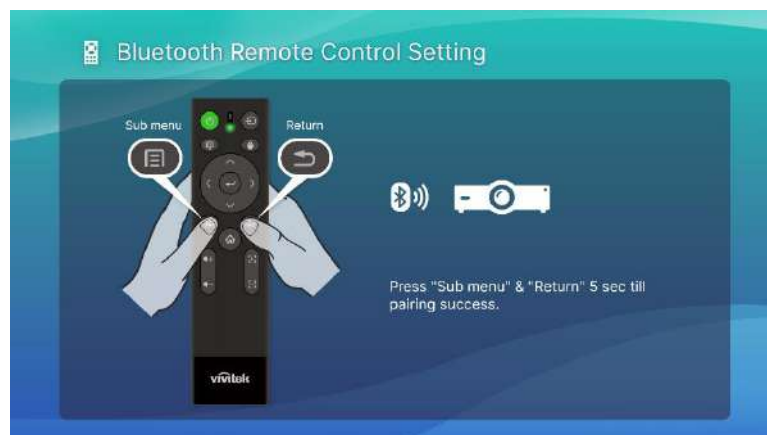 Bluetooth Remote Control Setting
Sub menu
Return
Press "Sub menu" & "Return" 5 sec till
pairing success.
vivitek